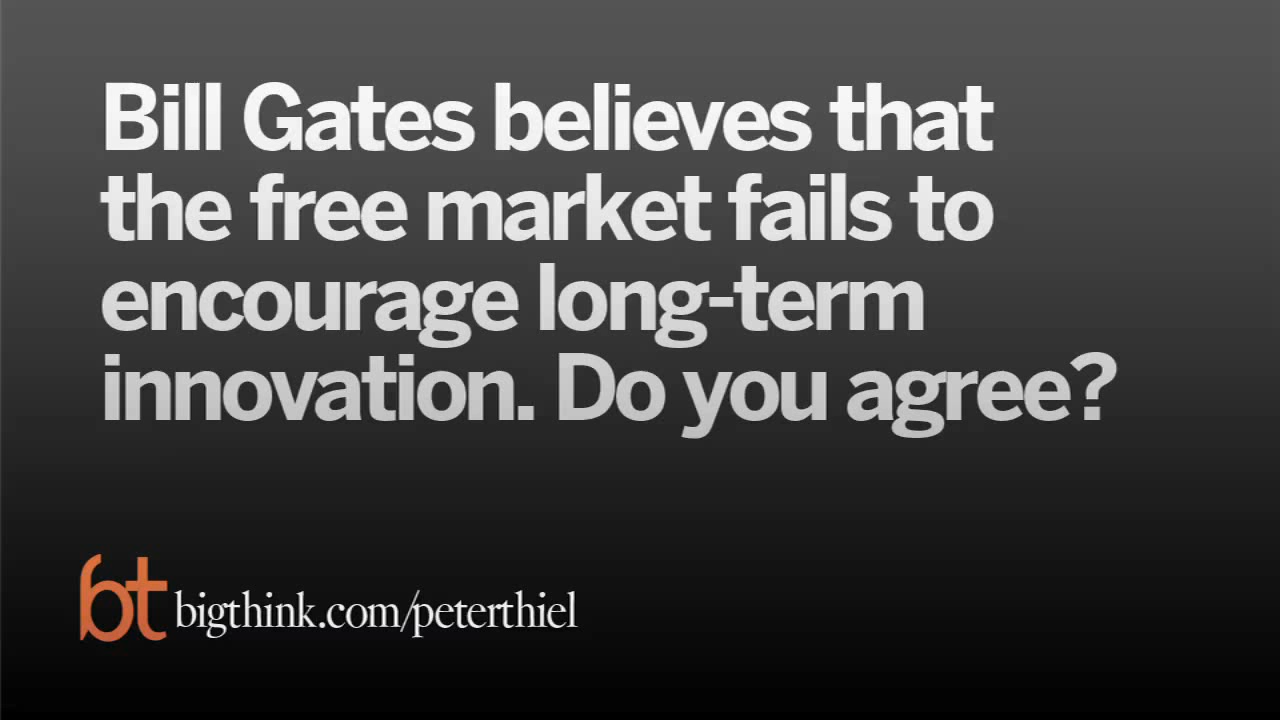 Bill Gates believes that
the free market fails to
encourage long-term
innovation. Do you agree?
bt bigthink.com/peterthiel